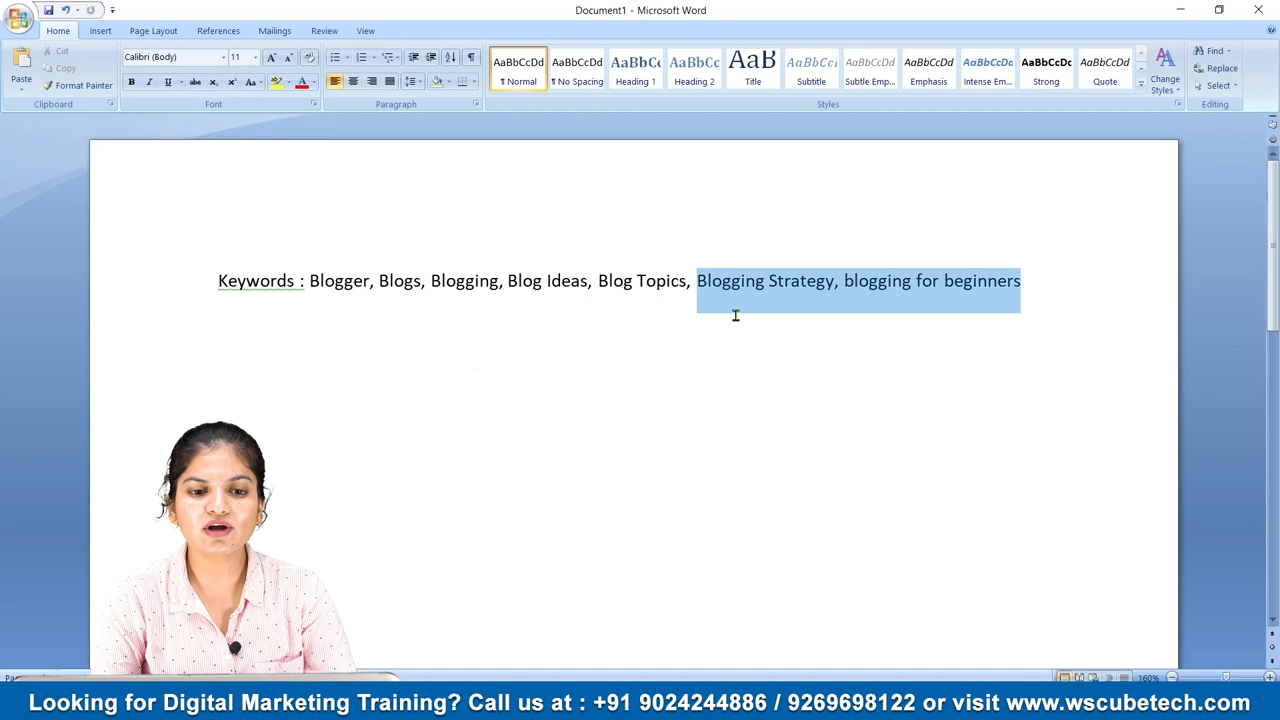 Document1 - Microsoft Word
Home Insert Page Layout References Mailings Review View
Paste
Cut
Copy
Format Painter
Clipboard
Calibri (Body) 11
Font
Paragraph
AaBbCcDd AaBbCcDd AaBbCc AaBbCc AaB AaBbCcDd AaBbCcDd AaBbCcDd AaBbCcDd AaBbCcDc AaBbCcDd
¶ Normal ¶ No Spacing Heading 1 Heading 2 Title Subtitle Subtle Emp... Emphasis Intense Em... Strong Quote
Styles
Change Styles
Find
Replace
Select
Editing
Keywords : Blogger, Blogs, Blogging, Blog Ideas, Blog Topics, Blogging Strategy, blogging for beginners
160%
Looking for Digital Marketing Training? Call us at : +91 9024244886 / 9269698122 or visit www.wscubetech.com